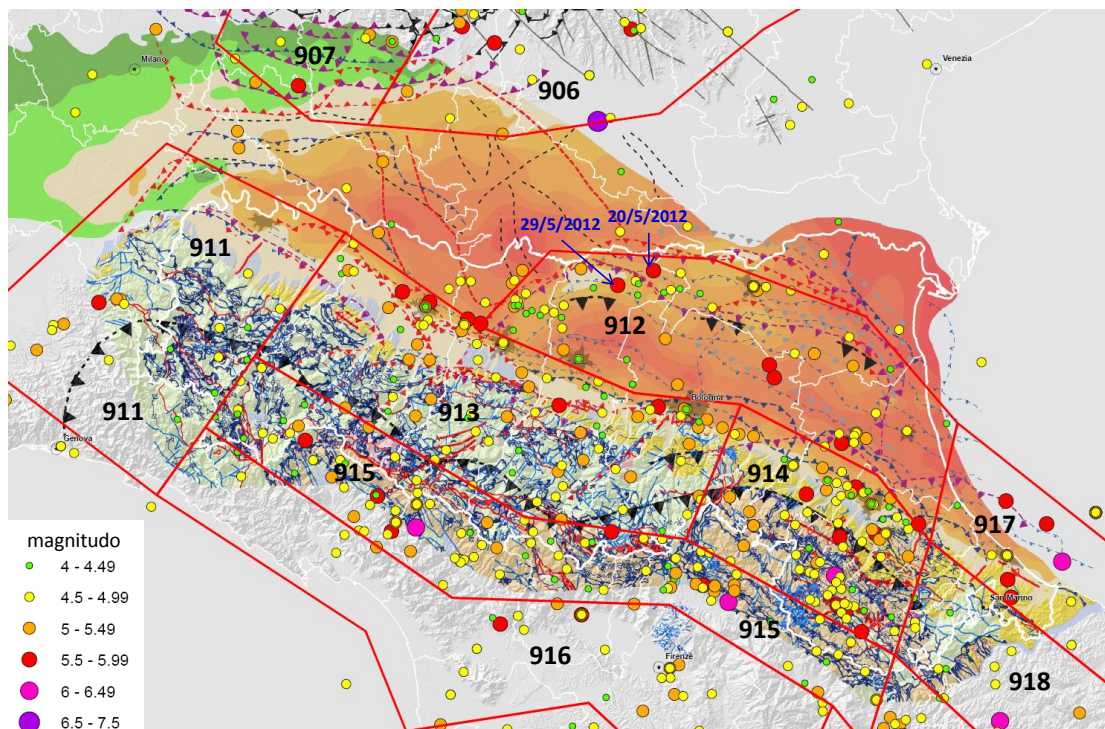 Milano
907
Venezia
906
29/5/2012
20/5/2012
911
912
911
913
Bologna
Genova
915
914
917
magnitudo
4 - 4.49
4.5 - 4.99
5 - 5.49
5.5 - 5.99
6 - 6.49
6.5 - 7.5
San Marino
915
916
Firenze
918